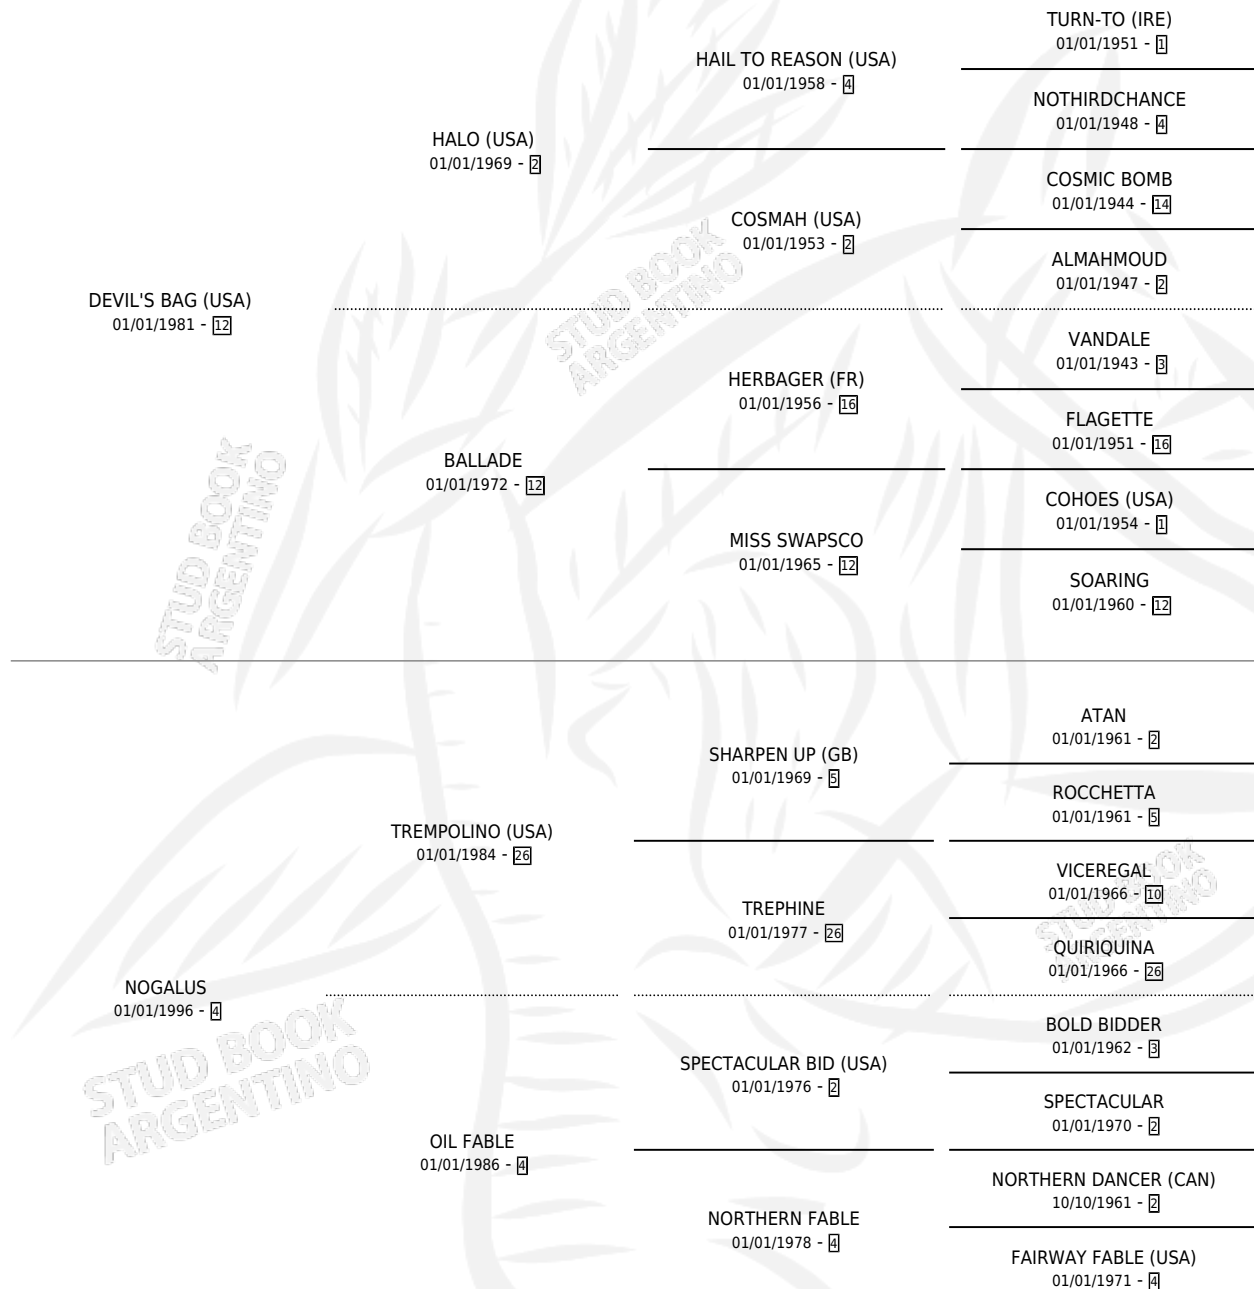 TURN-TO (IRE)
01/01/1951 - 1
HAIL TO REASON (USA)
01/01/1958 - 4
NOTHIRDCHANCE
01/01/1948 - 4
HALO (USA)
01/01/1969 - 2
COSMIC BOMB
01/01/1944 - 14
COSMAH (USA)
01/01/1953 - 2
ALMAHMOUD
01/01/1947 - 2
DEVIL'S BAG (USA)
01/01/1981 - 12
VANDALE
01/01/1943 - 3
HERBAGER (FR)
01/01/1956 - 16
FLAGETTE
01/01/1951 - 16
BALLADE
01/01/1972 - 12
COHOES (USA)
01/01/1954 - 1
MISS SWAPSCO
01/01/1965 - 12
SOARING
01/01/1960 - 12
STUD BOOK
ARGENTINO
STUD BOOK
ARGENTINO
ATAN
01/01/1961 - 2
SHARPEN UP (GB)
01/01/1969 - 5
ROCCHETTA
01/01/1961 - 5
TREMPOLINO (USA)
01/01/1984 - 26
VICEREGAL
01/01/1966 - 10
TREPHINE
01/01/1977 - 26
QUIRIQUINA
01/01/1966 - 26
STUD BOOK
ARGENTINO
NOGALUS
01/01/1996 - 4
BOLD BIDDER
01/01/1962 - 3
SPECTACULAR BID (USA)
01/01/1976 - 2
SPECTACULAR
01/01/1970 - 2
STUD BOOK
ARGENTINO
OIL FABLE
01/01/1986 - 4
NORTHERN DANCER (CAN)
10/10/1961 - 2
NORTHERN FABLE
01/01/1978 - 4
FAIRWAY FABLE (USA)
01/01/1971 - 4